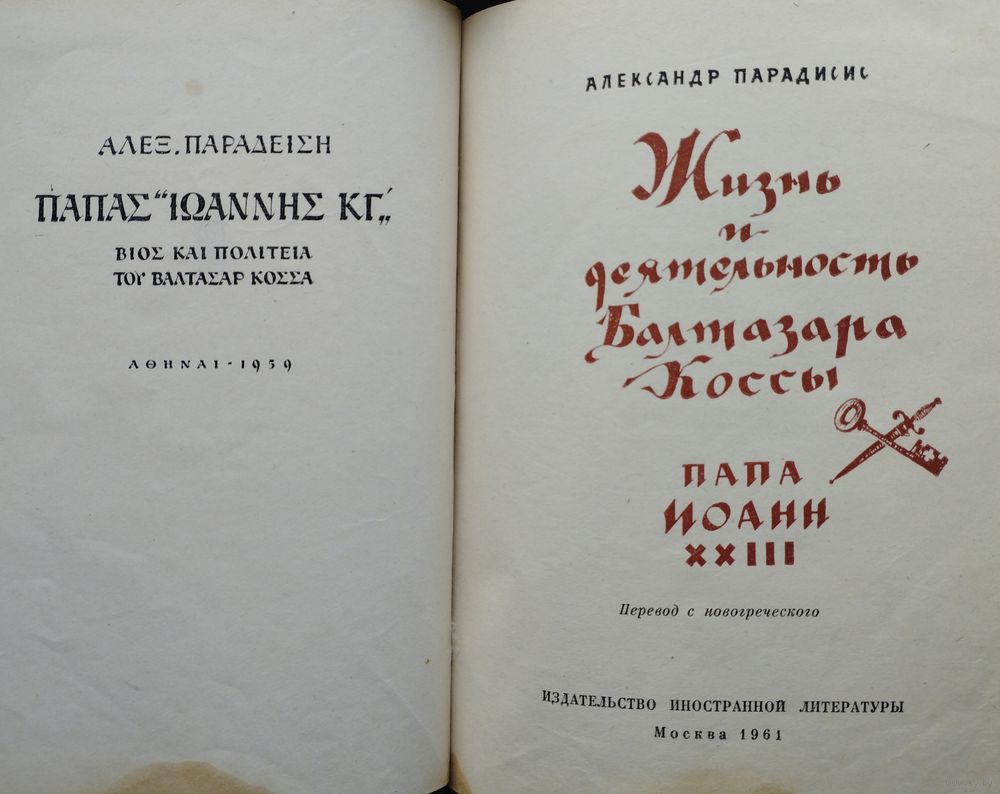 ΑΛΕΞ. ΠΑΡΑΔΕΙΣΗ
ΠΑΠΑΣ “ΙΩΑΝΝΗΣ ΚΓ΄„
ΒΙΟΣ ΚΑΙ ΠΟΛΙΤΕΙΑ
ΤΟΥ ΒΑΛΤΑΣΑΡ ΚΟΣΣΑ
ΑΘΗΝΑΙ - 1959
АЛЕКСАНДР ПАРАДИСИС
Жизнь
и
деятельность
Балтазара
Коссы
ПАПА
ИОАНН
XXIII
Перевод с новогреческого
ИЗДАТЕЛЬСТВО ИНОСТРАННОЙ ЛИТЕРАТУРЫ
Москва 1961